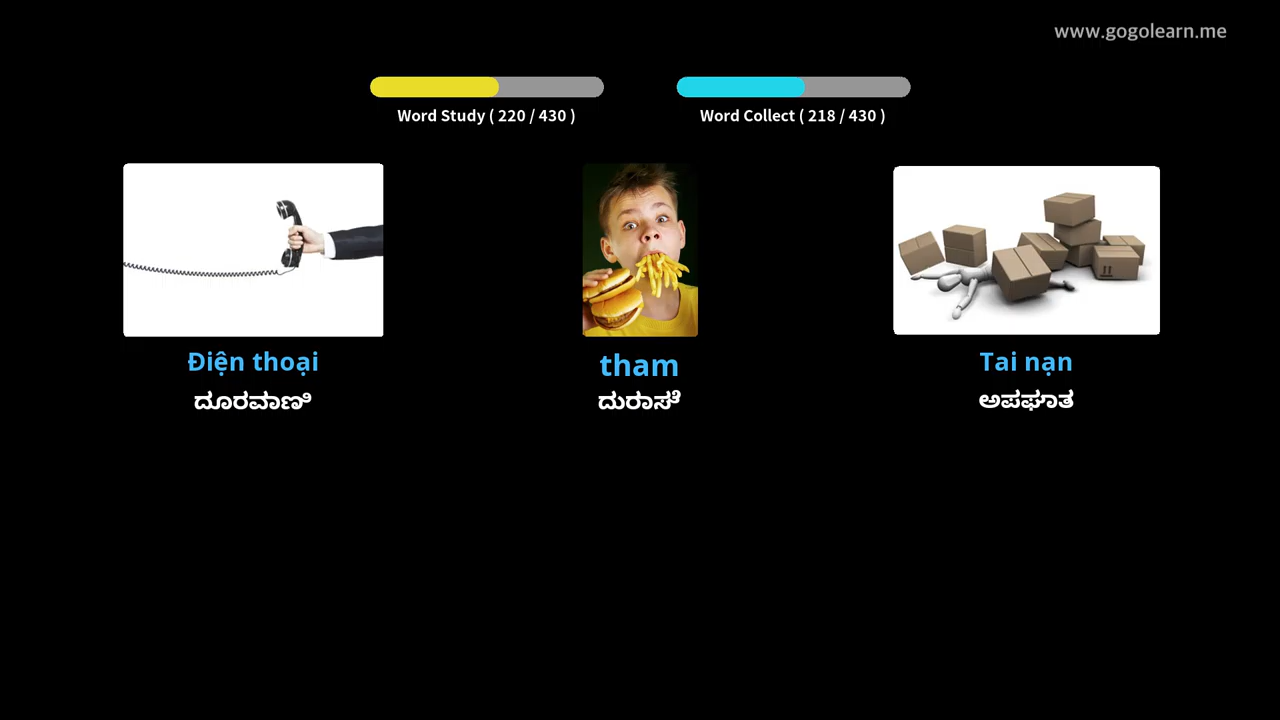 www.gogolearn.me
Word Study ( 220 / 430 )
Word Collect ( 218 / 430 )
Điện thoại
ದೂರವಾಣಿ
tham
ದುರಾಸೆ
Tai nạn
ಅಪಘಾತ